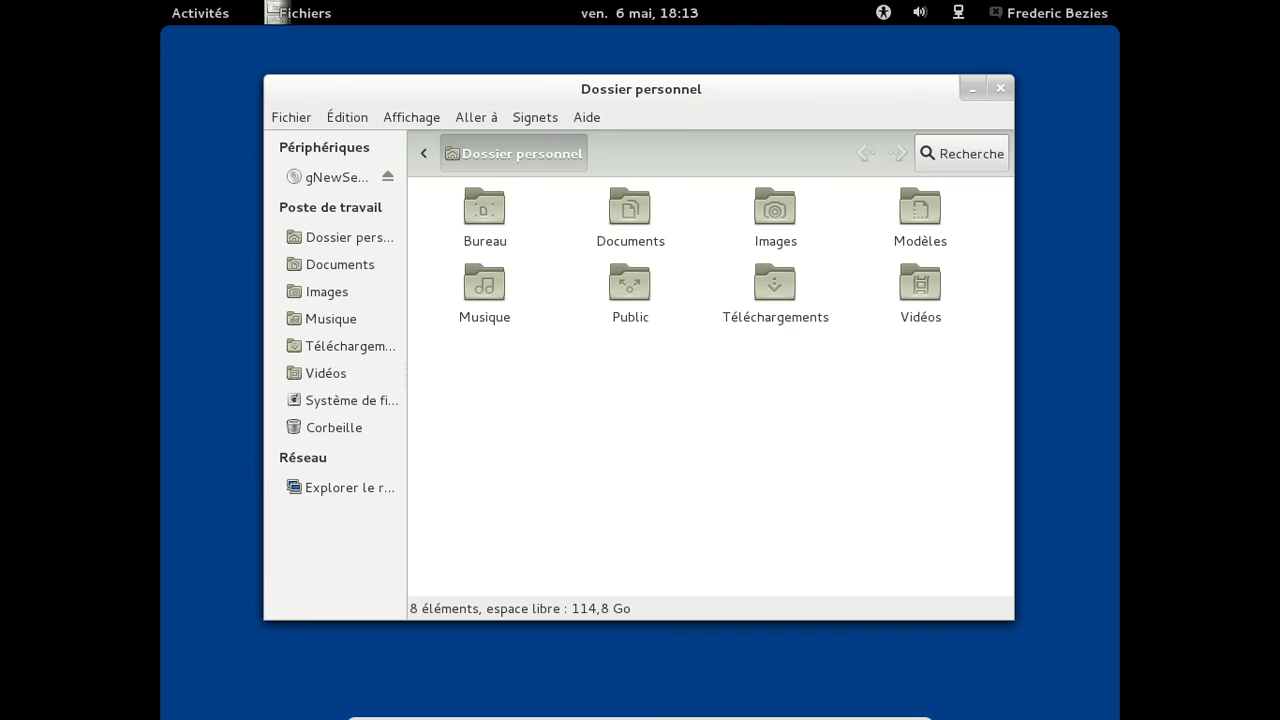 Activités Fichiers ven. 6 mai, 18:13 Frederic Bezies
Dossier personnel
Fichier Édition Affichage Aller à Signets Aide
Périphériques
gNewSe...
Poste de travail
Dossier pers...
Documents
Images
Musique
Téléchargem...
Vidéos
Système de fi...
Corbeille
Réseau
Explorer le r...
Dossier personnel Recherche
Bureau Documents Images Modèles
Musique Public Téléchargements Vidéos
8 éléments, espace libre : 114,8 Go